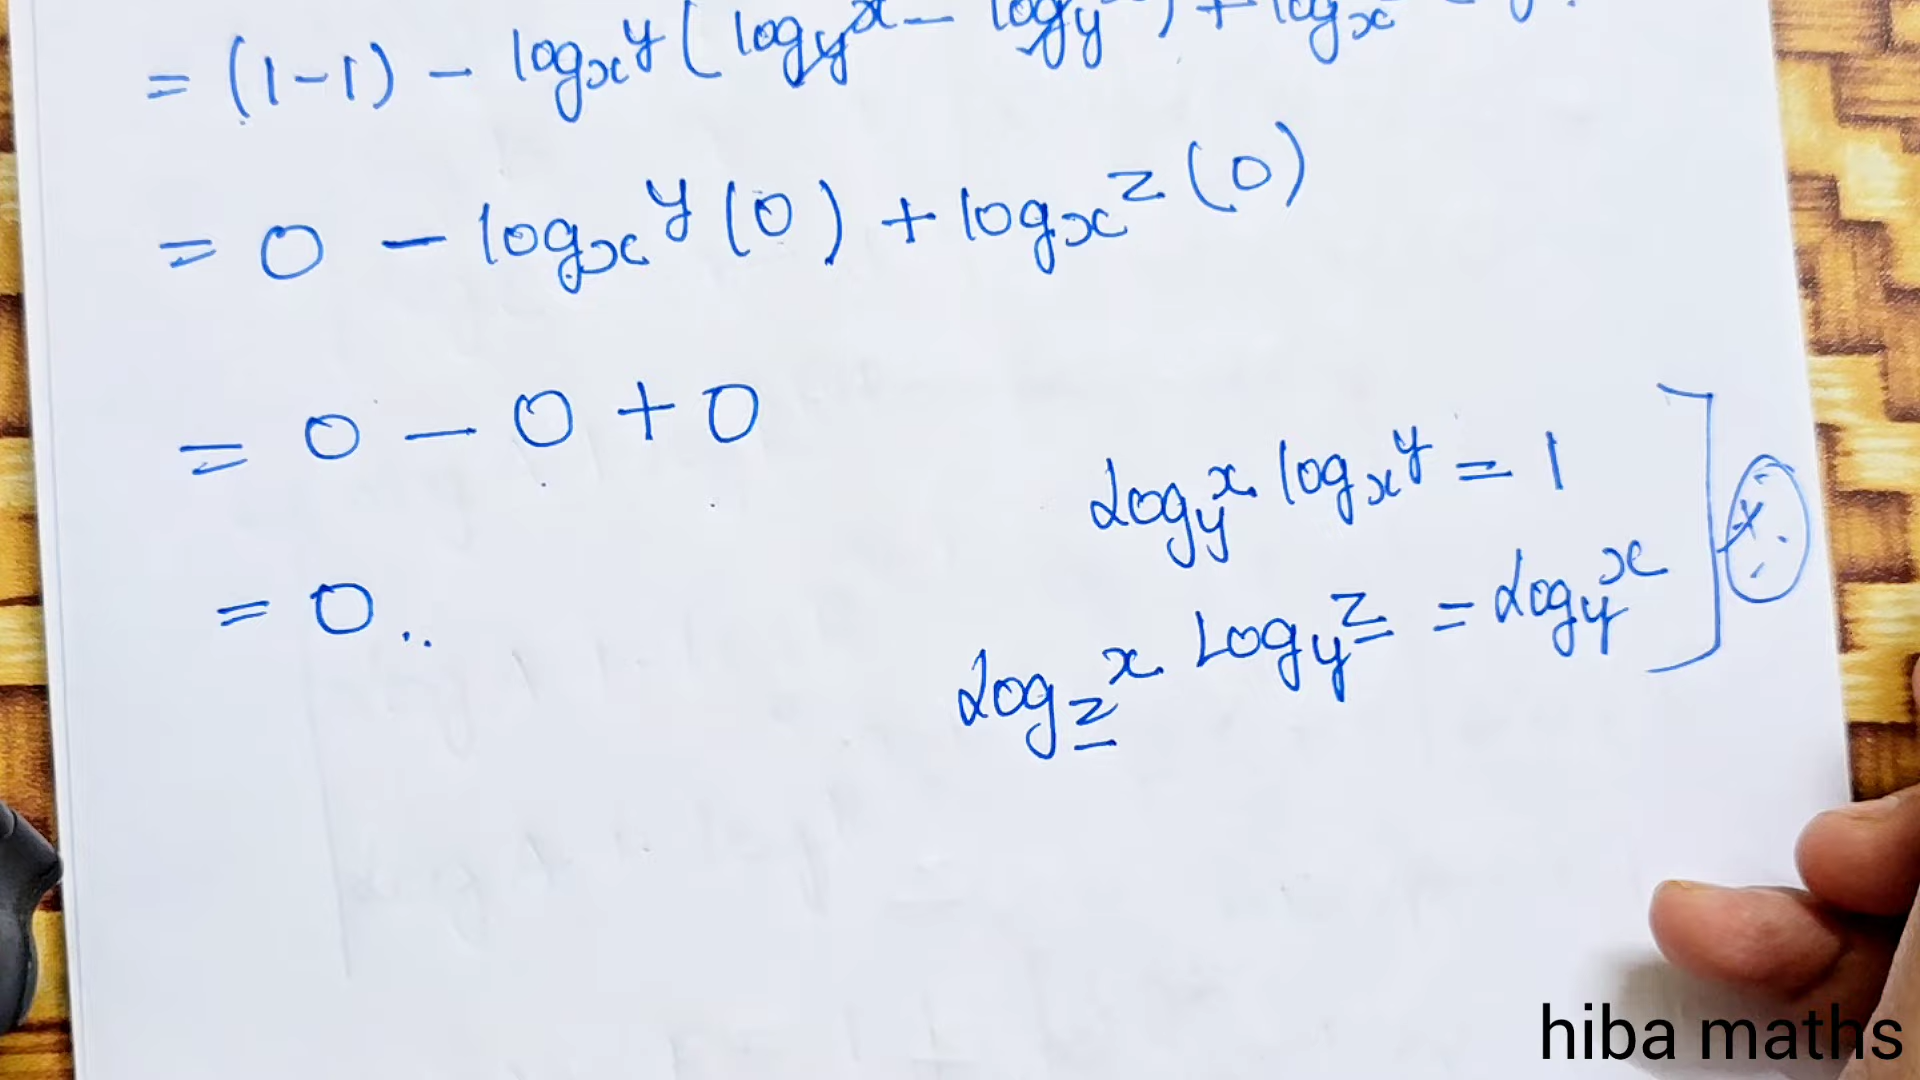 = (1-1) - logₓy ( log_y x - log_y ) + logₓ
= 0 - logₓy (0) + logₓz (0)
= 0 - 0 + 0
= 0..
Log_y x logₓy = 1
Log_z x Log_y z = Log_y x
hiba maths